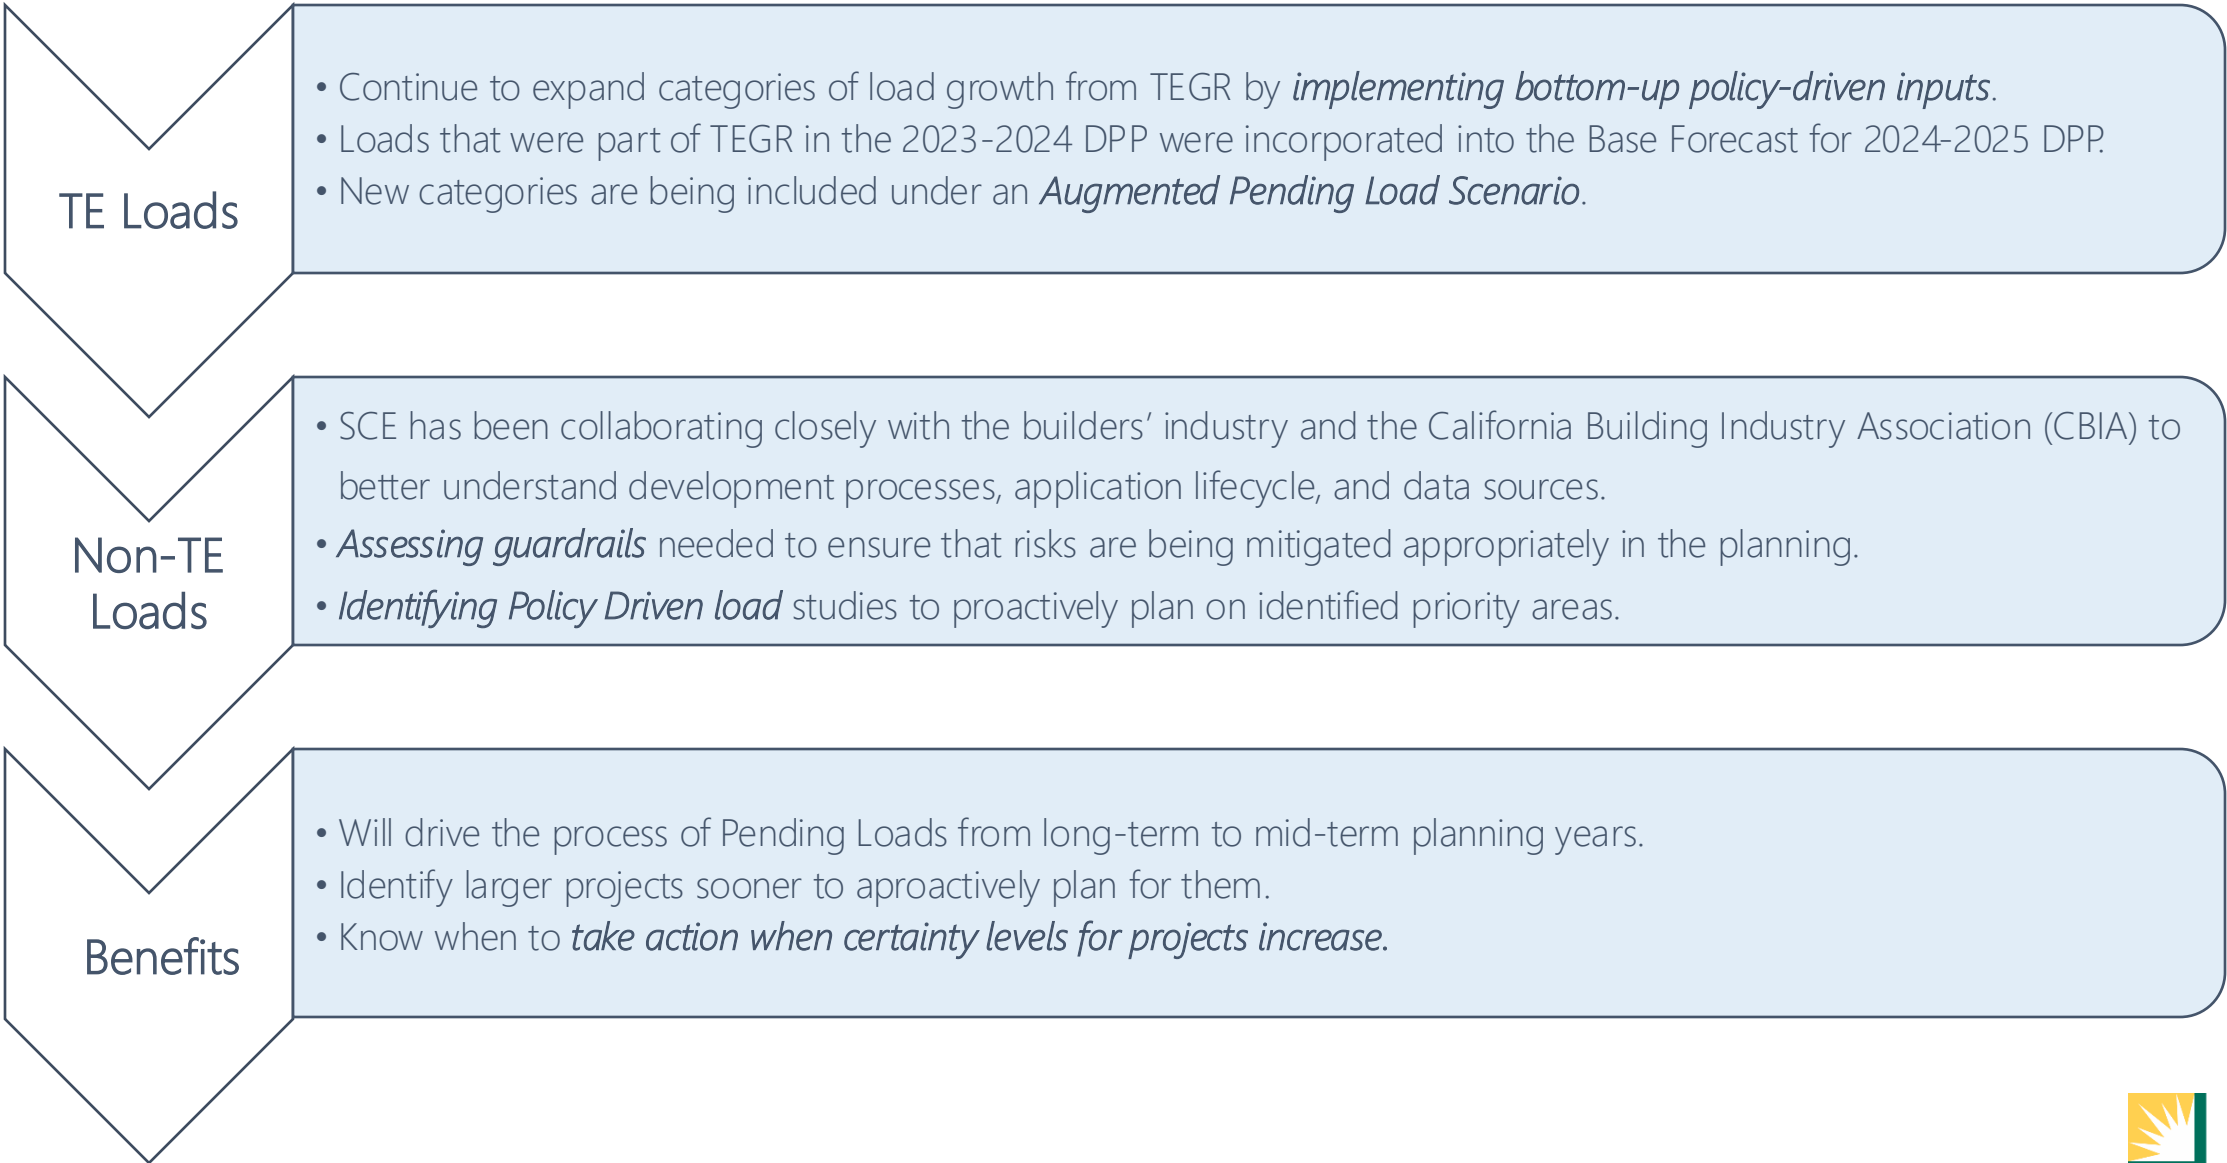 TE Loads
• Continue to expand categories of load growth from TEGR by implementing bottom-up policy-driven inputs.
• Loads that were part of TEGR in the 2023-2024 DPP were incorporated into the Base Forecast for 2024-2025 DPP.
• New categories are being included under an Augmented Pending Load Scenario.
Non-TE
Loads
• SCE has been collaborating closely with the builders’ industry and the California Building Industry Association (CBIA) to
better understand development processes, application lifecycle, and data sources.
• Assessing guardrails needed to ensure that risks are being mitigated appropriately in the planning.
• Identifying Policy Driven load studies to proactively plan on identified priority areas.
Benefits
• Will drive the process of Pending Loads from long-term to mid-term planning years.
• Identify larger projects sooner to aproactively plan for them.
• Know when to take action when certainty levels for projects increase.